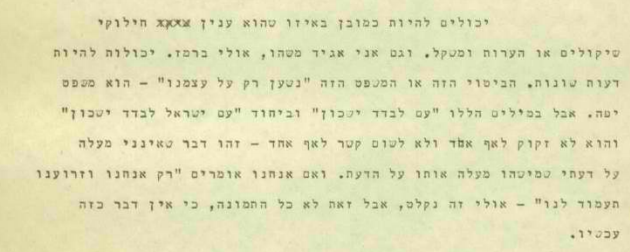 יכולים להיות כמובן באיזו שהוא ענין חילוקי
שיקולים או הערות ומשקל. וגם אני אגיד משהו, אולי ברמז. יכולות להיות
דעות שונות. הביטוי הזה או המשפט הזה "נשען רק על עצמנו" – הוא משפט
יפה. אבל במילים הללו "עם לבדד ישכון" וביחוד "עם ישראל לבדד ישכון"
והוא לא זקוק לאף אחד ולא לשום קשר לאף אחד – זהו דבר שאינני מעלה
על דעתי שמישהו מעלה אותו על הדעת. ואם אנחנו אומרים "רק אנחנו וזרוענו
תעמוד לנו" – אולי זה נקלט, אבל זאת לא כל התמונה, כי אין דבר כזה
עכשיו.